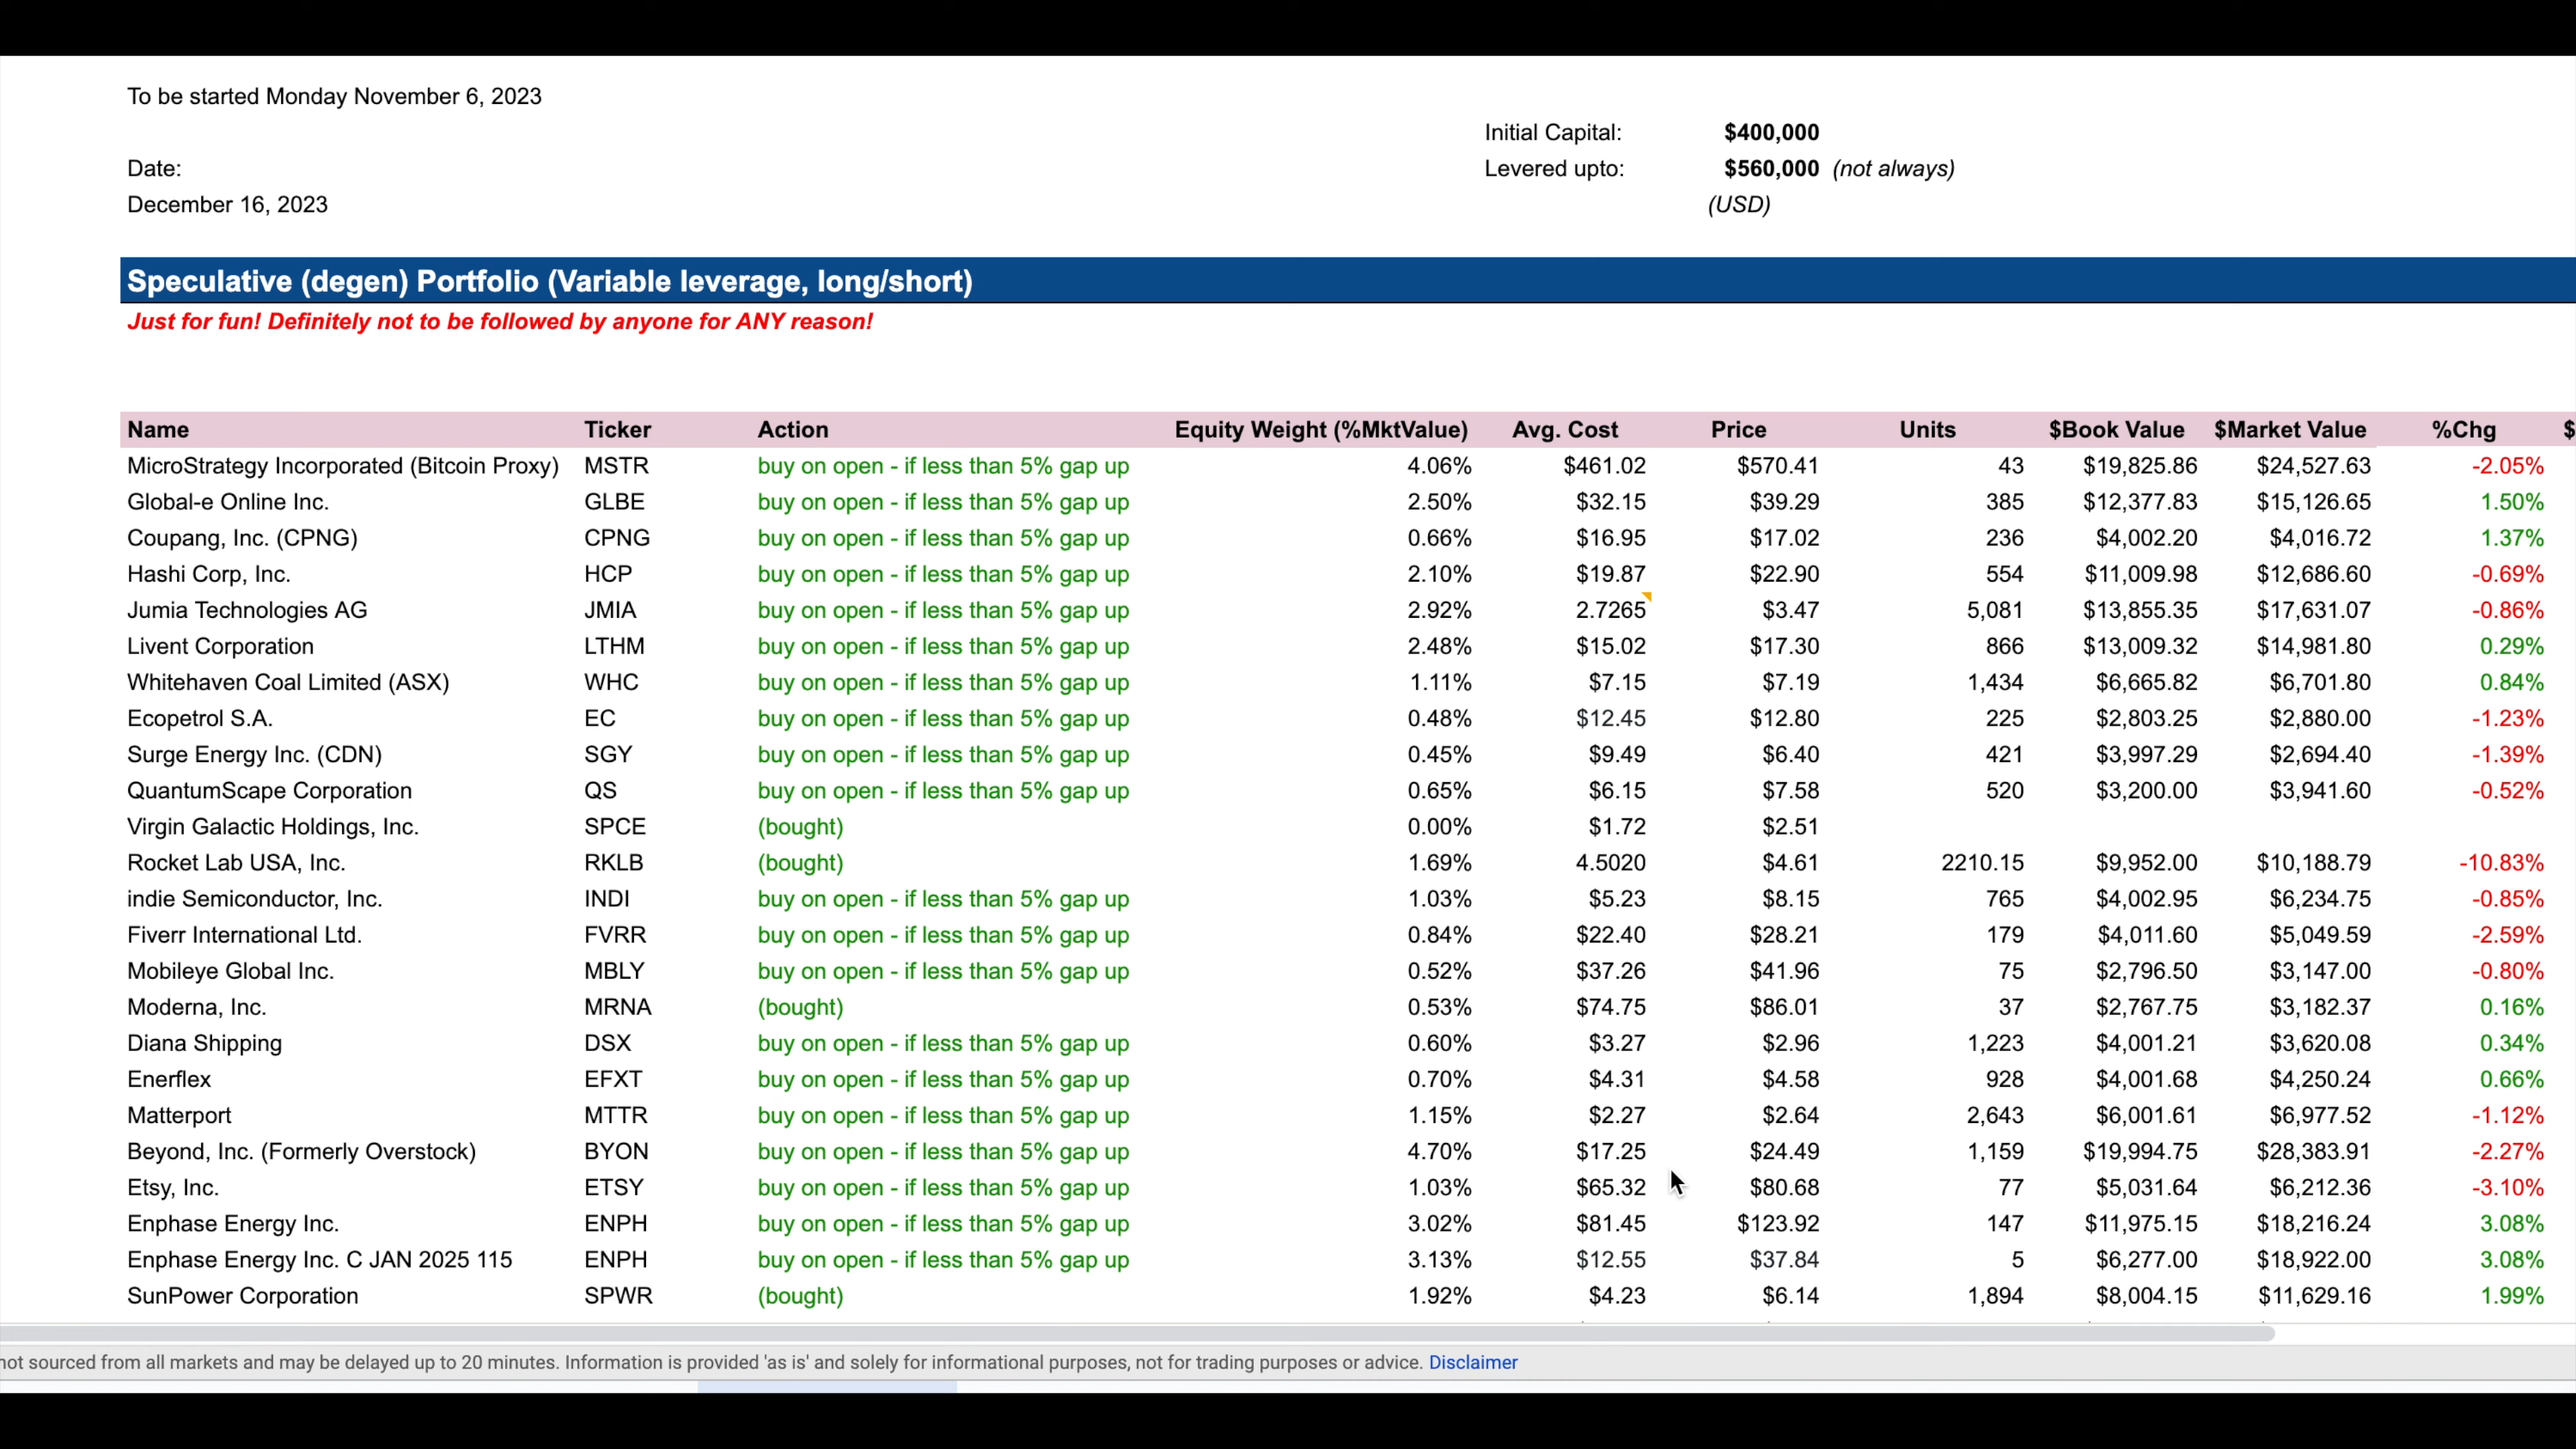 To be started Monday November 6, 2023
Initial Capital: $400,000
Date: Levered upto: $560,000 (not always)
December 16, 2023 (USD)
Speculative (degen) Portfolio (Variable leverage, long/short)
Just for fun! Definitely not to be followed by anyone for ANY reason!
Name Ticker Action Equity Weight (%MktValue) Avg. Cost Price Units $Book Value $Market Value %Chg $
MicroStrategy Incorporated (Bitcoin Proxy) MSTR buy on open - if less than 5% gap up 4.06% $461.02 $570.41 43 $19,825.86 $24,527.63 -2.05%
Global-e Online Inc. GLBE buy on open - if less than 5% gap up 2.50% $32.15 $39.29 385 $12,377.83 $15,126.65 1.50%
Coupang, Inc. (CPNG) CPNG buy on open - if less than 5% gap up 0.66% $16.95 $17.02 236 $4,002.20 $4,016.72 1.37%
Hashi Corp, Inc. HCP buy on open - if less than 5% gap up 2.10% $19.87 $22.90 554 $11,009.98 $12,686.60 -0.69%
Jumia Technologies AG JMIA buy on open - if less than 5% gap up 2.92% 2.7265 $3.47 5,081 $13,855.35 $17,631.07 -0.86%
Livent Corporation LTHM buy on open - if less than 5% gap up 2.48% $15.02 $17.30 866 $13,009.32 $14,981.80 0.29%
Whitehaven Coal Limited (ASX) WHC buy on open - if less than 5% gap up 1.11% $7.15 $7.19 1,434 $6,665.82 $6,701.80 0.84%
Ecopetrol S.A. EC buy on open - if less than 5% gap up 0.48% $12.45 $12.80 225 $2,803.25 $2,880.00 -1.23%
Surge Energy Inc. (CDN) SGY buy on open - if less than 5% gap up 0.45% $9.49 $6.40 421 $3,997.29 $2,694.40 -1.39%
QuantumScape Corporation QS buy on open - if less than 5% gap up 0.65% $6.15 $7.58 520 $3,200.00 $3,941.60 -0.52%
Virgin Galactic Holdings, Inc. SPCE (bought) 0.00% $1.72 $2.51
Rocket Lab USA, Inc. RKLB (bought) 1.69% 4.5020 $4.61 2210.15 $9,952.00 $10,188.79 -10.83%
indie Semiconductor, Inc. INDI buy on open - if less than 5% gap up 1.03% $5.23 $8.15 765 $4,002.95 $6,234.75 -0.85%
Fiverr International Ltd. FVRR buy on open - if less than 5% gap up 0.84% $22.40 $28.21 179 $4,011.60 $5,049.59 -2.59%
Mobileye Global Inc. MBLY buy on open - if less than 5% gap up 0.52% $37.26 $41.96 75 $2,796.50 $3,147.00 -0.80%
Moderna, Inc. MRNA (bought) 0.53% $74.75 $86.01 37 $2,767.75 $3,182.37 0.16%
Diana Shipping DSX buy on open - if less than 5% gap up 0.60% $3.27 $2.96 1,223 $4,001.21 $3,620.08 0.34%
Enerflex EFXT buy on open - if less than 5% gap up 0.70% $4.31 $4.58 928 $4,001.68 $4,250.24 0.66%
Matterport MTTR buy on open - if less than 5% gap up 1.15% $2.27 $2.64 2,643 $6,001.61 $6,977.52 -1.12%
Beyond, Inc. (Formerly Overstock) BYON buy on open - if less than 5% gap up 4.70% $17.25 $24.49 1,159 $19,994.75 $28,383.91 -2.27%
Etsy, Inc. ETSY buy on open - if less than 5% gap up 1.03% $65.32 $80.68 77 $5,031.64 $6,212.36 -3.10%
Enphase Energy Inc. ENPH buy on open - if less than 5% gap up 3.02% $81.45 $123.92 147 $11,975.15 $18,216.24 3.08%
Enphase Energy Inc. C JAN 2025 115 ENPH buy on open - if less than 5% gap up 3.13% $12.55 $37.84 5 $6,277.00 $18,922.00 3.08%
SunPower Corporation SPWR (bought) 1.92% $4.23 $6.14 1,894 $8,004.15 $11,629.16 1.99%
not sourced from all markets and may be delayed up to 20 minutes. Information is provided 'as is' and solely for informational purposes, not for trading purposes or advice. Disclaimer